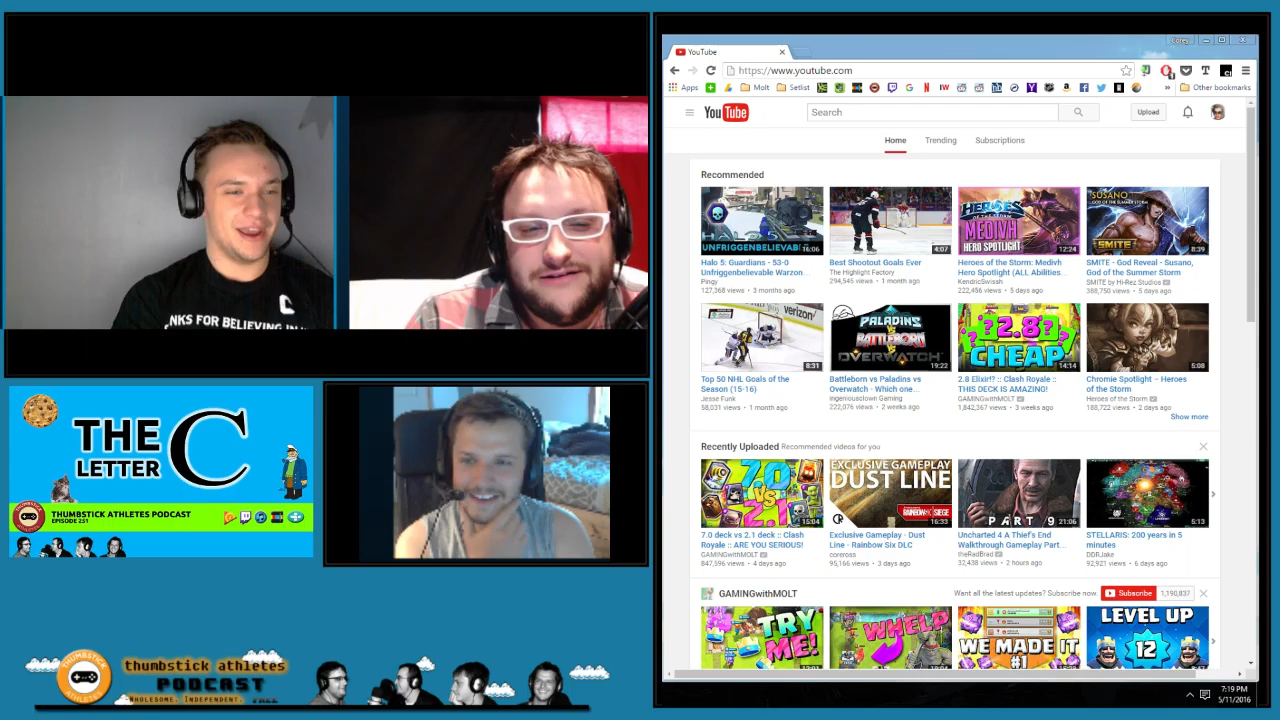 NKS FOR BELIEVING IN
THE
LETTER C
THUMBSTICK ATHLETES PODCAST
EPISODE 251
thumbstick athletes
PODCAST
WHOLESOME. INDEPENDENT. FREE
YouTube
Corey
https://www.youtube.com
Apps
Molt
Setlist
Other bookmarks
YouTube
Search
Upload
Home
Trending
Subscriptions
Recommended
HALO 5
UNFRIGGENBELIEVABL
16:06
4:07
HEROES
OF THE STORM
MEDIVH
HERO SPOTLIGHT
12:24
SUSANO
GOD OF THE SUMMER STORM
SMITE
8:39
Halo 5: Guardians - 53-0
Unfriggenbelievable Warzon...
Pingy
127,368 views • 3 months ago
Best Shootout Goals Ever
The Highlight Factory
294,545 views • 1 month ago
Heroes of the Storm: Medivh
Hero Spotlight (ALL Abilities...
KendricSwissh
222,456 views • 5 days ago
SMITE - God Reveal - Susano,
God of the Summer Storm
SMITE by Hi-Rez Studios
388,750 views • 5 days ago
verizon
8:31
PALADINS
VS
BATTLEBORN
VS
OVERWATCH
19:22
?2.8?
CHEAP
14:14
5:08
Top 50 NHL Goals of the
Season (15-16)
Jesse Funk
58,031 views • 1 month ago
Battleborn vs Paladins vs
Overwatch - Which one...
ingeniousclown Gaming
222,076 views • 2 weeks ago
2.8 Elixir!? :: Clash Royale ::
THIS DECK IS AMAZING!
GAMINGwithMOLT
1,842,367 views • 3 weeks ago
Chromie Spotlight – Heroes
of the Storm
Heroes of the Storm
188,722 views • 2 days ago
Show more
Recently Uploaded Recommended videos for you
7.0
VS
2.1
15:04
EXCLUSIVE GAMEPLAY
DUST LINE
RAINBOW SIEGE
16:33
PART 9
21:06
5:13
7.0 deck vs 2.1 deck :: Clash
Royale :: ARE YOU SERIOUS!
GAMINGwithMOLT
847,596 views • 4 days ago
Exclusive Gameplay - Dust
Line - Rainbow Six DLC
coreross
95,166 views • 3 days ago
Uncharted 4 A Thief's End
Walkthrough Gameplay Part...
theRadBrad
32,438 views • 2 hours ago
STELLARIS: 200 years in 5
minutes
DDRJake
92,921 views • 6 days ago
GAMINGwithMOLT
Want all the latest updates? Subscribe now.
Subscribe
1,190,837
TRY
ME!
WHELP
WE MADE IT
#1
LEVEL UP
12
7:19 PM
5/11/2016